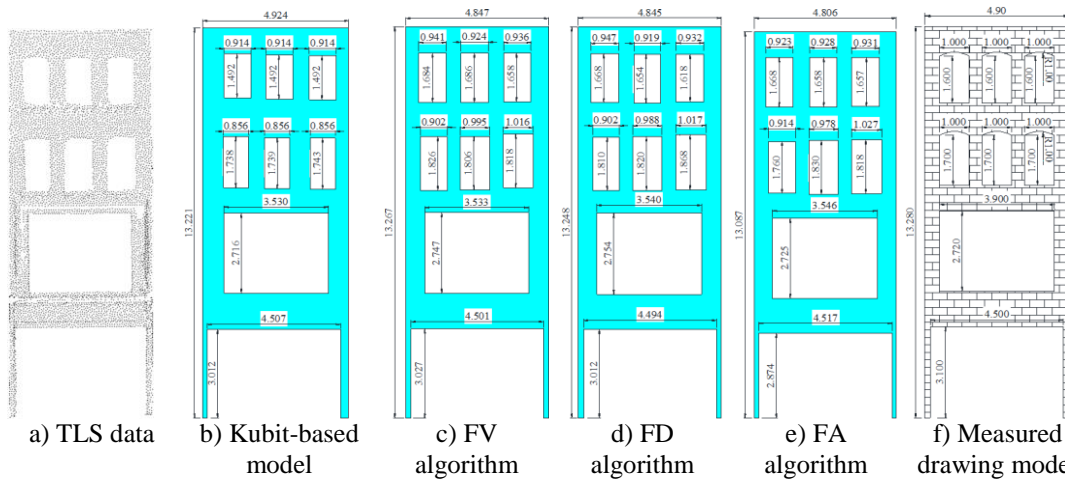 4.924
0.914 0.914 0.914
1.492 1.492 1.492
0.856 0.856 0.856
1.738 1.739 1.743
3.530
2.716
13.221
4.507
3.012
4.847
0.941 0.924 0.936
1.684 1.686 1.658
0.902 0.995 1.016
1.826 1.806 1.818
3.533
2.747
13.267
4.501
3.027
4.845
0.947 0.919 0.932
1.668 1.654 1.618
0.902 0.988 1.017
1.810 1.820 1.868
3.540
2.754
13.248
4.494
3.012
4.806
0.923 0.928 0.931
1.668 1.658 1.657
0.914 0.978 1.027
1.760 1.830 1.818
3.546
2.725
13.087
4.517
2.874
4.90
1.000 1.000 1.000
1.600 1.600 1.600
1.000 1.000 1.000
1.700 1.700 1.700
3.900
2.720
13.280
4.500
3.100
a) TLS data
b) Kubit-based
model
c) FV
algorithm
d) FD
algorithm
e) FA
algorithm
f) Measured
drawing model